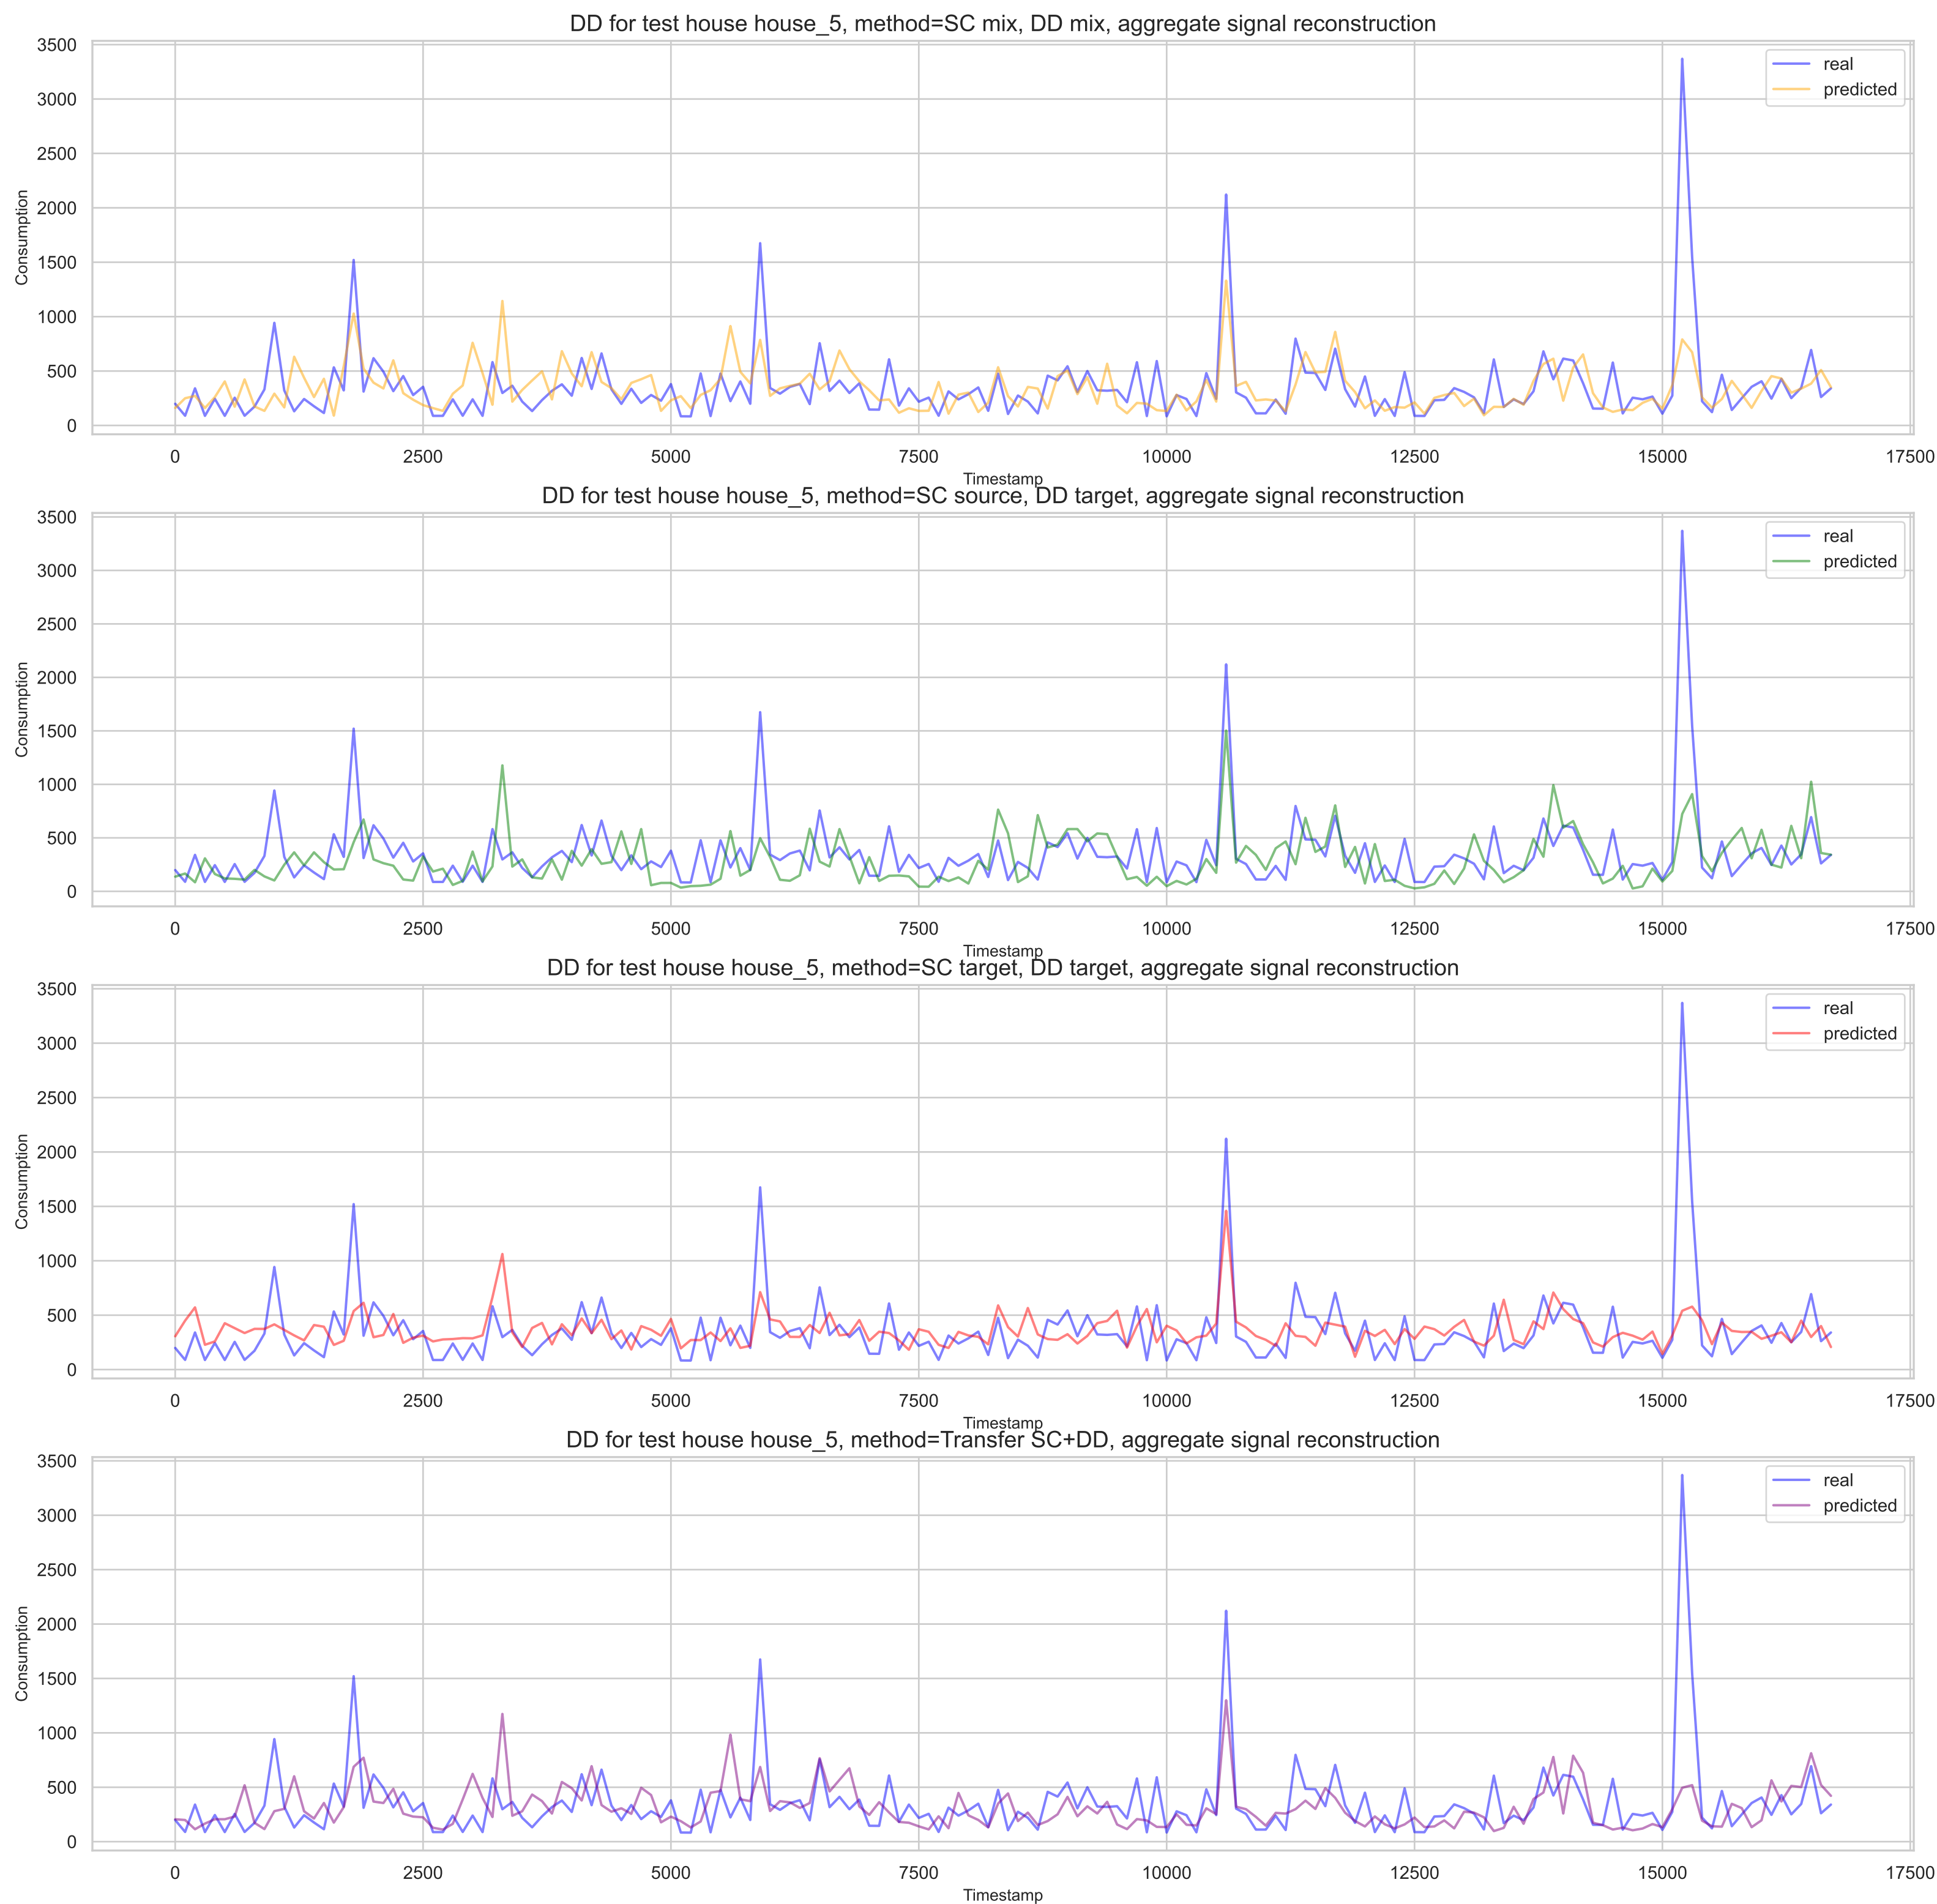 DD for test house house_5, method=SC mix, DD mix, aggregate signal reconstruction
3500
3000
2500
2000
1500
1000
500
0
Consumption
real
predicted
0 2500 5000 7500 10000 12500 15000 17500
Timestamp
DD for test house house_5, method=SC source, DD target, aggregate signal reconstruction
3500
3000
2500
2000
1500
1000
500
0
Consumption
real
predicted
0 2500 5000 7500 10000 12500 15000 17500
Timestamp
DD for test house house_5, method=SC target, DD target, aggregate signal reconstruction
3500
3000
2500
2000
1500
1000
500
0
Consumption
real
predicted
0 2500 5000 7500 10000 12500 15000 17500
Timestamp
DD for test house house_5, method=Transfer SC+DD, aggregate signal reconstruction
3500
3000
2500
2000
1500
1000
500
0
Consumption
real
predicted
0 2500 5000 7500 10000 12500 15000 17500
Timestamp